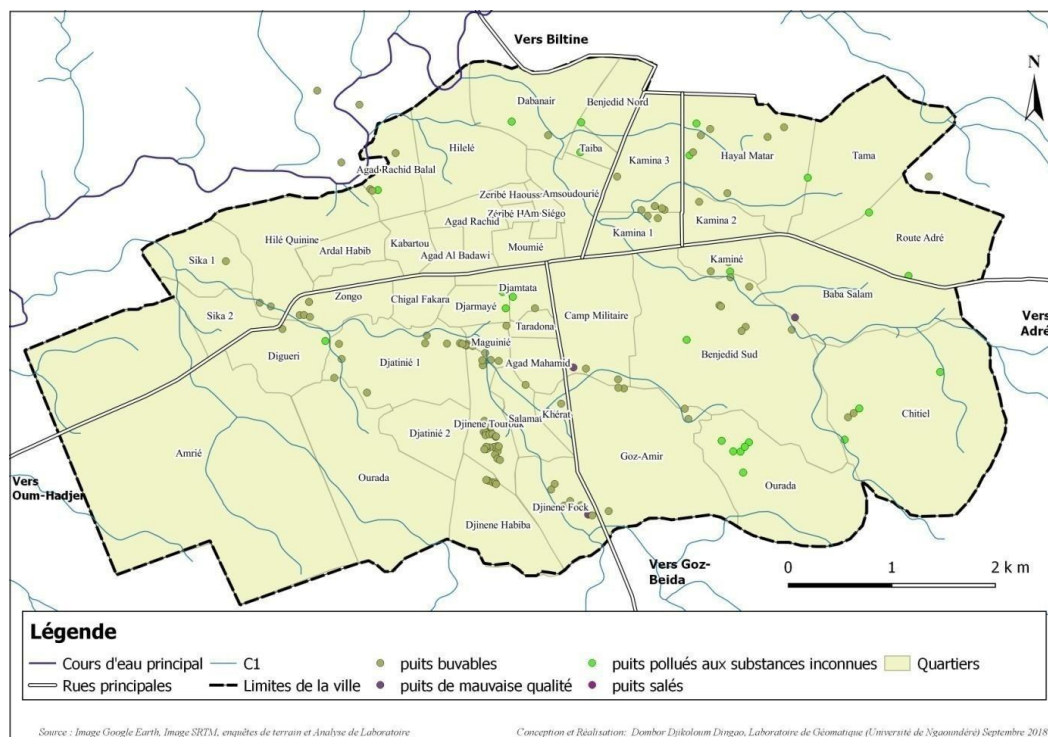 Vers Biltine
N
Dabanair
Benjedid Nord
Hilelé
Taiba
Kamina 3
Hayal Matar
Tama
Agad Rachid Balal
Zéribé Haoussa
Amsoudourié
Zéribé H
Am Siégo
Agad Rachid
Kamina 1
Kamina 2
Hilé Quinine
Ardal Habib
Kabartou
Agad Al Badawi
Moumié
Route Adré
Sika 1
Kaminé
Baba Salam
Zongo
Chigal Fakara
Djarmayé
Djamtata
Sika 2
Taradona
Camp Militaire
Vers
Adré
Digueri
Djatinié 1
Maguinié
Agad Mahamid
Benjedid Sud
Chitiel
Salamat
Khérat
Djatinié 2
Djinene Tourouk
Amrié
Goz-Amir
Ourada
Ourada
Vers
Oum-Hadjer
Djinene Fock
Djinene Habiba
Vers Goz-
Beida
0 1 2 km
Légende
Cours d'eau principal
C1
puits buvables
puits pollués aux substances inconnues
Quartiers
Rues principales
Limites de la ville
puits de mauvaise qualité
puits salés
Source : Image Google Earth, Image SRTM, enquêtes de terrain et Analyse de Laboratoire
Conception et Réalisation: Dombor Djikoloum Dingao, Laboratoire de Géomatique (Université de Ngaoundéré) Septembre 2018